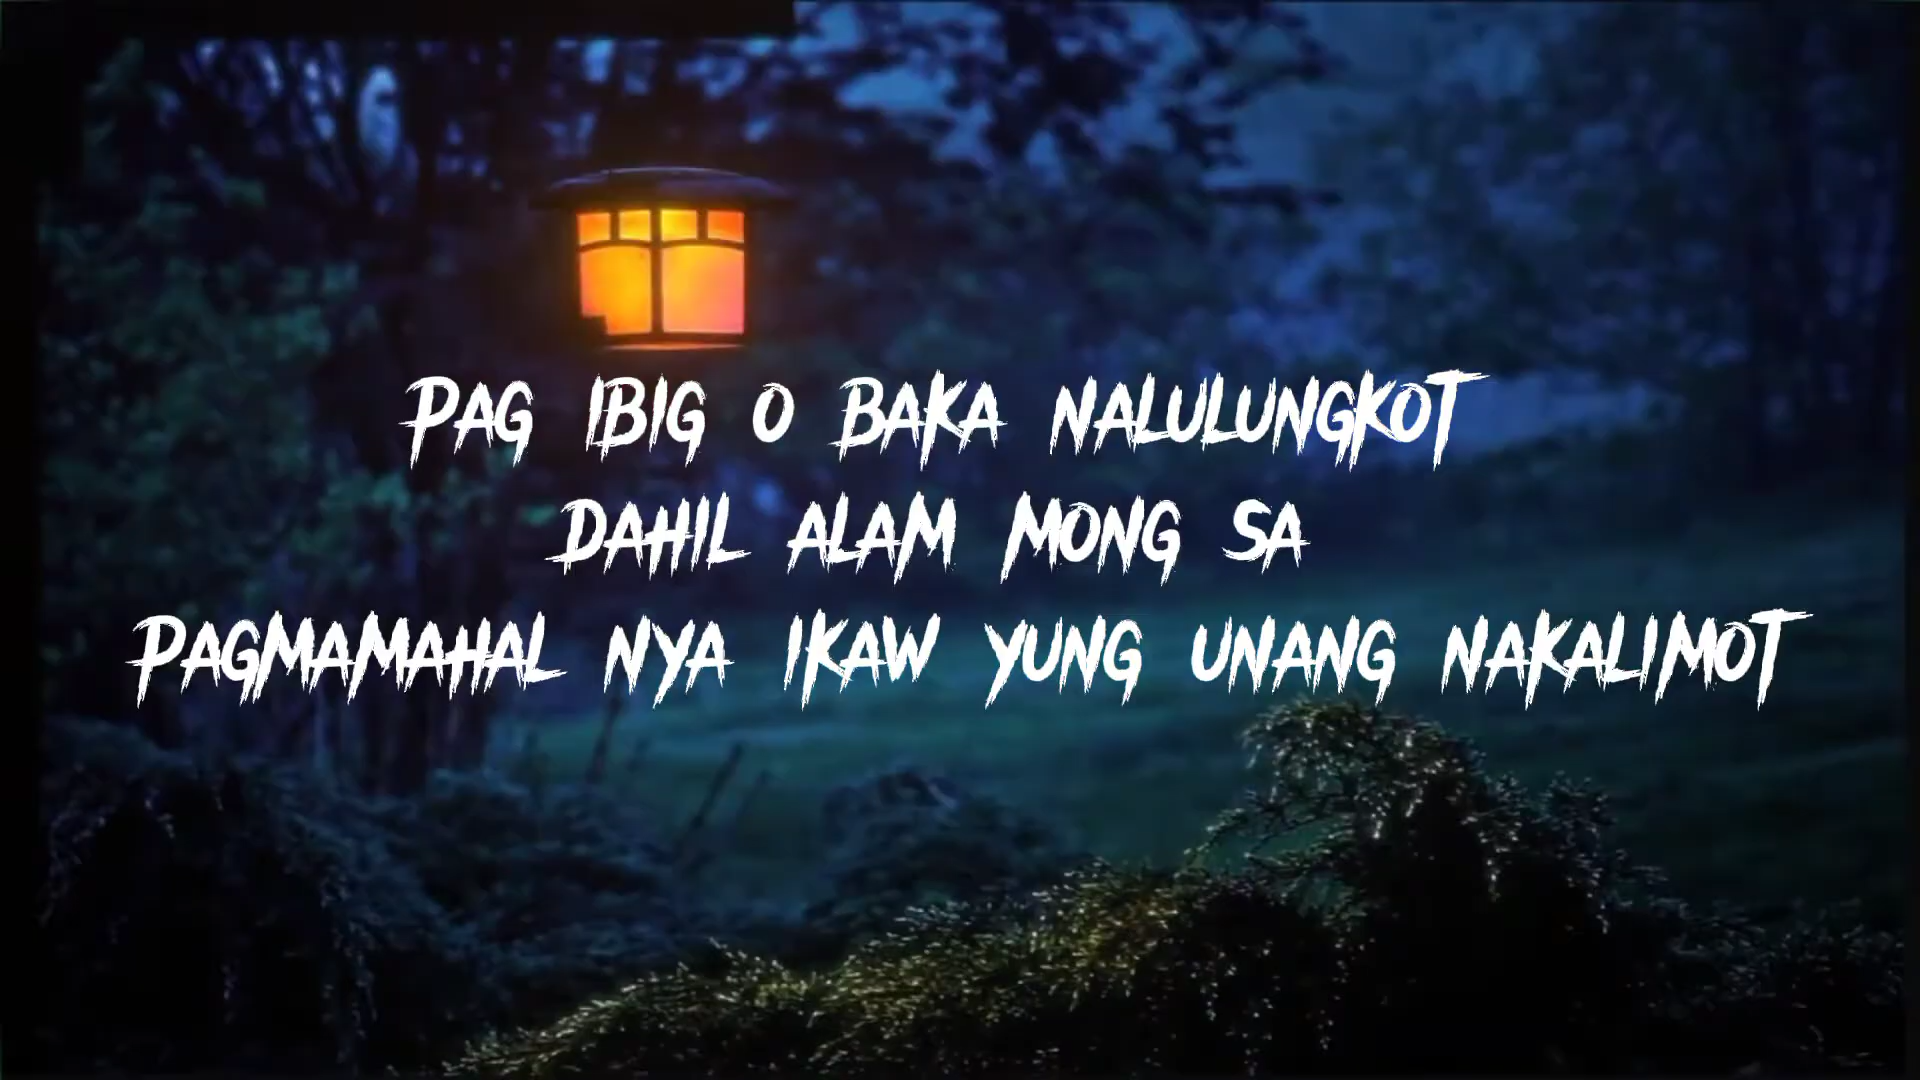 PAG IBIG O BAKA NALULUNGKOT
DAHIL ALAM MONG SA
PAGMAMAHAL NYA IKAW YUNG UNANG NAKALIMOT